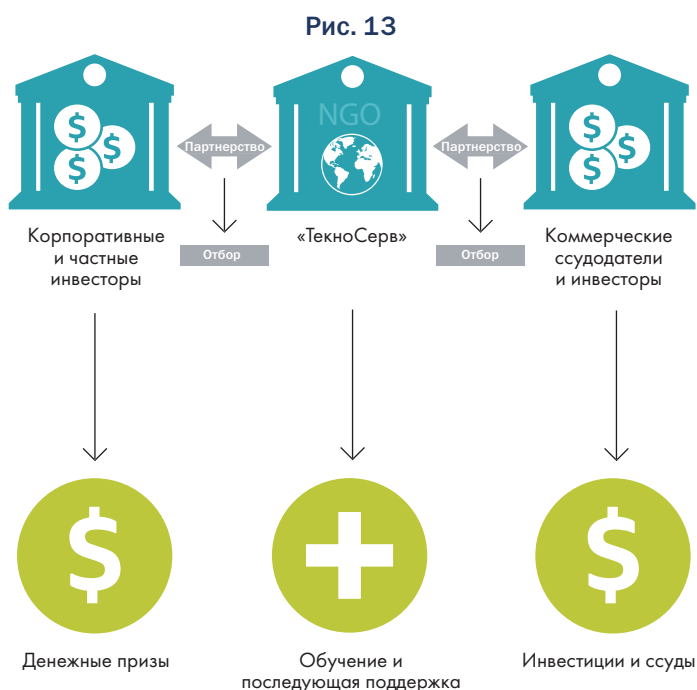 Рис. 13
$
$
$
NGO
$
$
$
Партнерство
Партнерство
Отбор
Отбор
Корпоративные
и частные
инвесторы
«ТекноСерв»
Коммерческие
ссудодатели
и инвесторы
$
$
Денежные призы
Обучение и
последующая поддержка
Инвестиции и ссуды